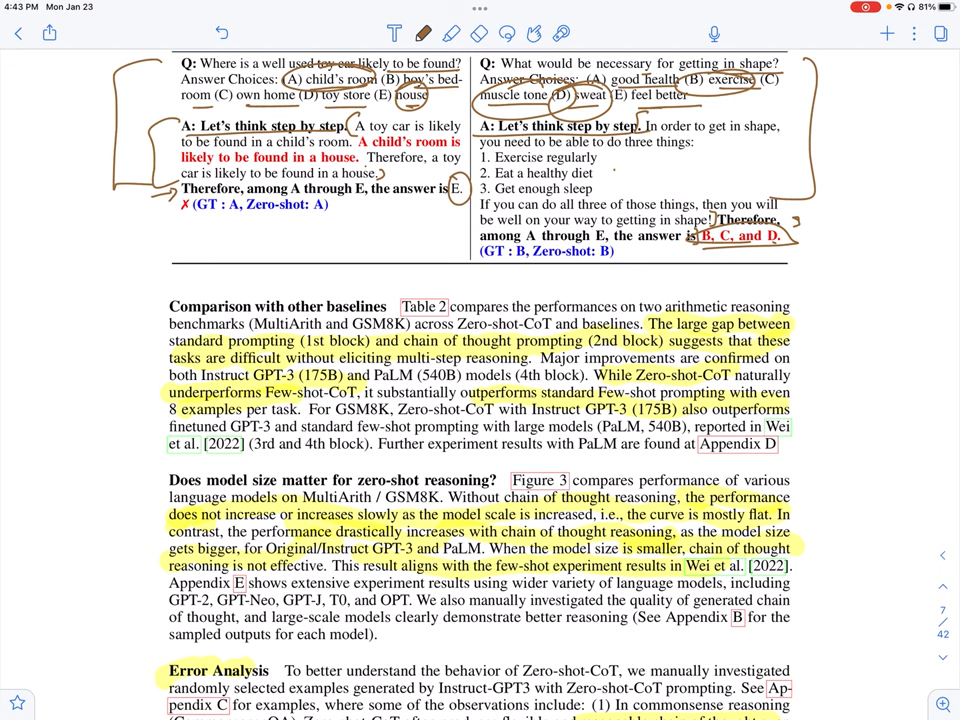 4:43 PM Mon Jan 23
81%
Q: Where is a well used toy car likely to be found?
Answer Choices: (A) child's room (B) boy's bed-
room (C) own home (D) toy store (E) house
A: Let's think step by step. A toy car is likely
to be found in a child's room. A child's room is
likely to be found in a house. Therefore, a toy
car is likely to be found in a house.
Therefore, among A through E, the answer is E.
✗ (GT : A, Zero-shot: A)
Q: What would be necessary for getting in shape?
Answer Choices: (A) good health (B) exercise (C)
muscle tone (D) sweat (E) feel better
A: Let's think step by step. In order to get in shape,
you need to be able to do three things:
1. Exercise regularly
2. Eat a healthy diet
3. Get enough sleep
If you can do all three of those things, then you will
be well on your way to getting in shape! Therefore,
among A through E, the answer is B, C, and D.
(GT : B, Zero-shot: B)
Comparison with other baselines Table 2 compares the performances on two arithmetic reasoning
benchmarks (MultiArith and GSM8K) across Zero-shot-CoT and baselines. The large gap between
standard prompting (1st block) and chain of thought prompting (2nd block) suggests that these
tasks are difficult without eliciting multi-step reasoning. Major improvements are confirmed on
both Instruct GPT-3 (175B) and PaLM (540B) models (4th block). While Zero-shot-CoT naturally
underperforms Few-shot-CoT, it substantially outperforms standard Few-shot prompting with even
8 examples per task. For GSM8K, Zero-shot-CoT with Instruct GPT-3 (175B) also outperforms
finetuned GPT-3 and standard few-shot prompting with large models (PaLM, 540B), reported in Wei
et al. [2022] (3rd and 4th block). Further experiment results with PaLM are found at Appendix D
Does model size matter for zero-shot reasoning? Figure 3 compares performance of various
language models on MultiArith / GSM8K. Without chain of thought reasoning, the performance
does not increase or increases slowly as the model scale is increased, i.e., the curve is mostly flat. In
contrast, the performance drastically increases with chain of thought reasoning, as the model size
gets bigger, for Original/Instruct GPT-3 and PaLM. When the model size is smaller, chain of thought
reasoning is not effective. This result aligns with the few-shot experiment results in Wei et al. [2022].
Appendix E shows extensive experiment results using wider variety of language models, including
GPT-2, GPT-Neo, GPT-J, T0, and OPT. We also manually investigated the quality of generated chain
of thought, and large-scale models clearly demonstrate better reasoning (See Appendix B for the
sampled outputs for each model).
Error Analysis To better understand the behavior of Zero-shot-CoT, we manually investigated
randomly selected examples generated by Instruct-GPT3 with Zero-shot-CoT prompting. See Ap-
pendix C for examples, where some of the observations include: (1) In commonsense reasoning
7
/
42